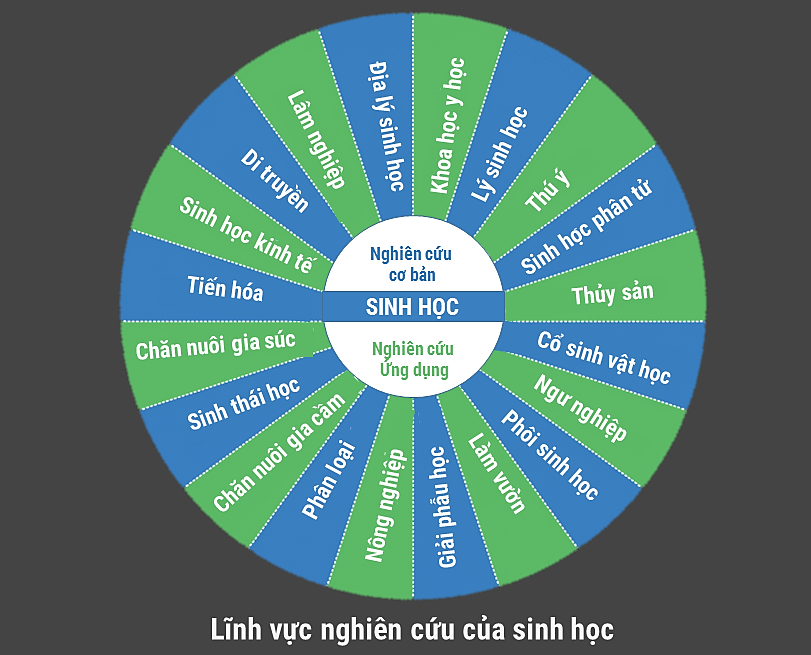 Khoa học y học
Lý sinh học
Thú ý
Sinh học phân tử
Thủy sản
Cổ sinh vật học
Ngư nghiệp
Phôi sinh học
Làm vườn
Giải phẫu học
Nông nghiệp
Phân loại
Chăn nuôi gia cầm
Sinh thái học
Chăn nuôi gia súc
Tiến hóa
Sinh học kinh tế
Di truyền
Lâm nghiệp
Địa lý sinh học
Nghiên cứu
cơ bản
SINH HỌC
Nghiên cứu
Ứng dụng
Lĩnh vực nghiên cứu của sinh học